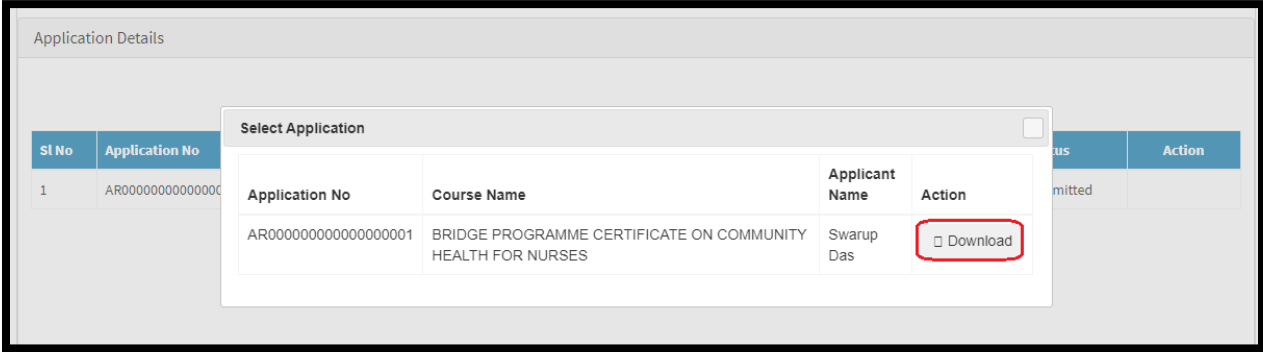 Application Details
Select Application
Sl No Application No tus Action
Application No Course Name Applicant Name Action
1 AR00000000000000 mitted
AR000000000000000001 BRIDGE PROGRAMME CERTIFICATE ON COMMUNITY Swarup Download
HEALTH FOR NURSES Das